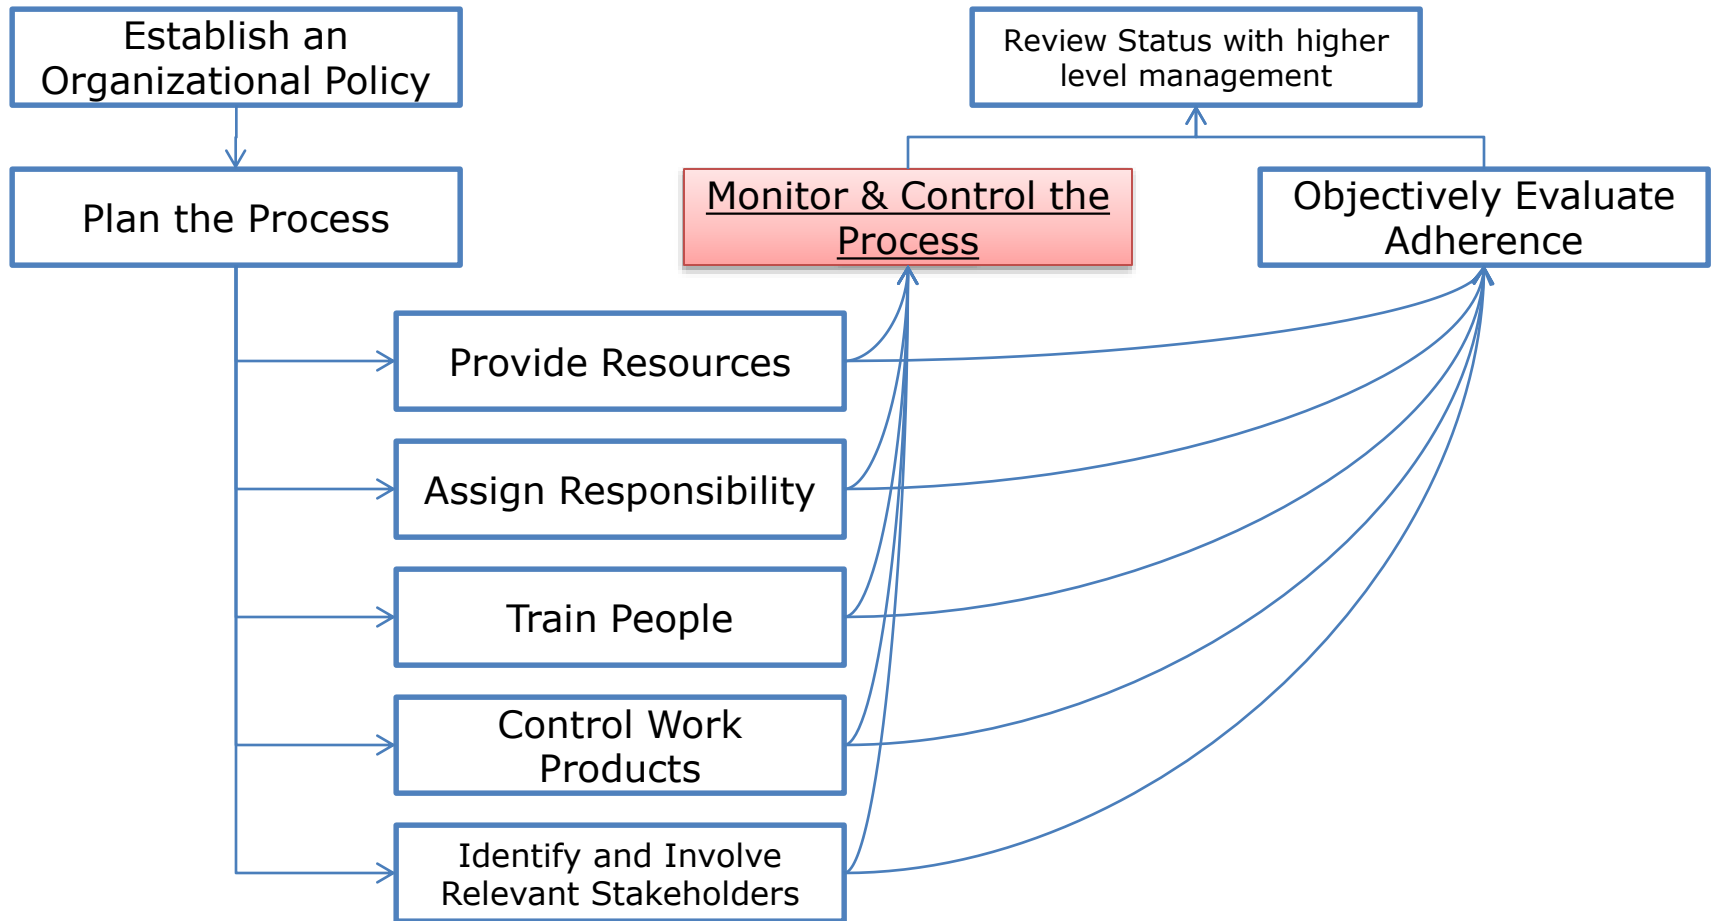 Establish an
Organizational Policy
Review Status with higher
level management
Plan the Process
Monitor & Control the
Process
Objectively Evaluate
Adherence
Provide Resources
Assign Responsibility
Train People
Control Work
Products
Identify and Involve
Relevant Stakeholders